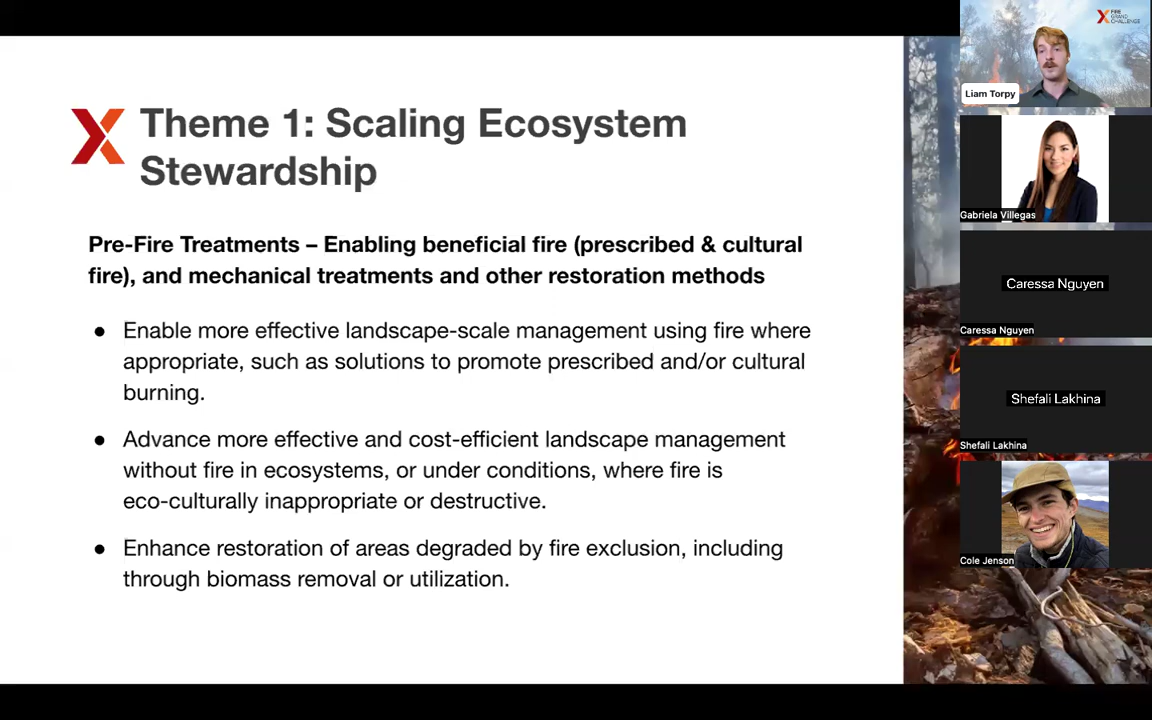 Theme 1: Scaling Ecosystem
Stewardship
Pre-Fire Treatments – Enabling beneficial fire (prescribed & cultural
fire), and mechanical treatments and other restoration methods
● Enable more effective landscape-scale management using fire where
appropriate, such as solutions to promote prescribed and/or cultural
burning.
● Advance more effective and cost-efficient landscape management
without fire in ecosystems, or under conditions, where fire is
eco-culturally inappropriate or destructive.
● Enhance restoration of areas degraded by fire exclusion, including
through biomass removal or utilization.
FIRE
GRAND
CHALLENGE
Liam Torpy
Gabriela Villegas
Caressa Nguyen
Caressa Nguyen
Shefali Lakhina
Shefali Lakhina
Cole Jenson